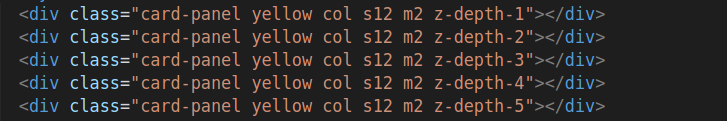 <div class="card-panel yellow col s12 m2 z-depth-1"></div>
<div class="card-panel yellow col s12 m2 z-depth-2"></div>
<div class="card-panel yellow col s12 m2 z-depth-3"></div>
<div class="card-panel yellow col s12 m2 z-depth-4"></div>
<div class="card-panel yellow col s12 m2 z-depth-5"></div>